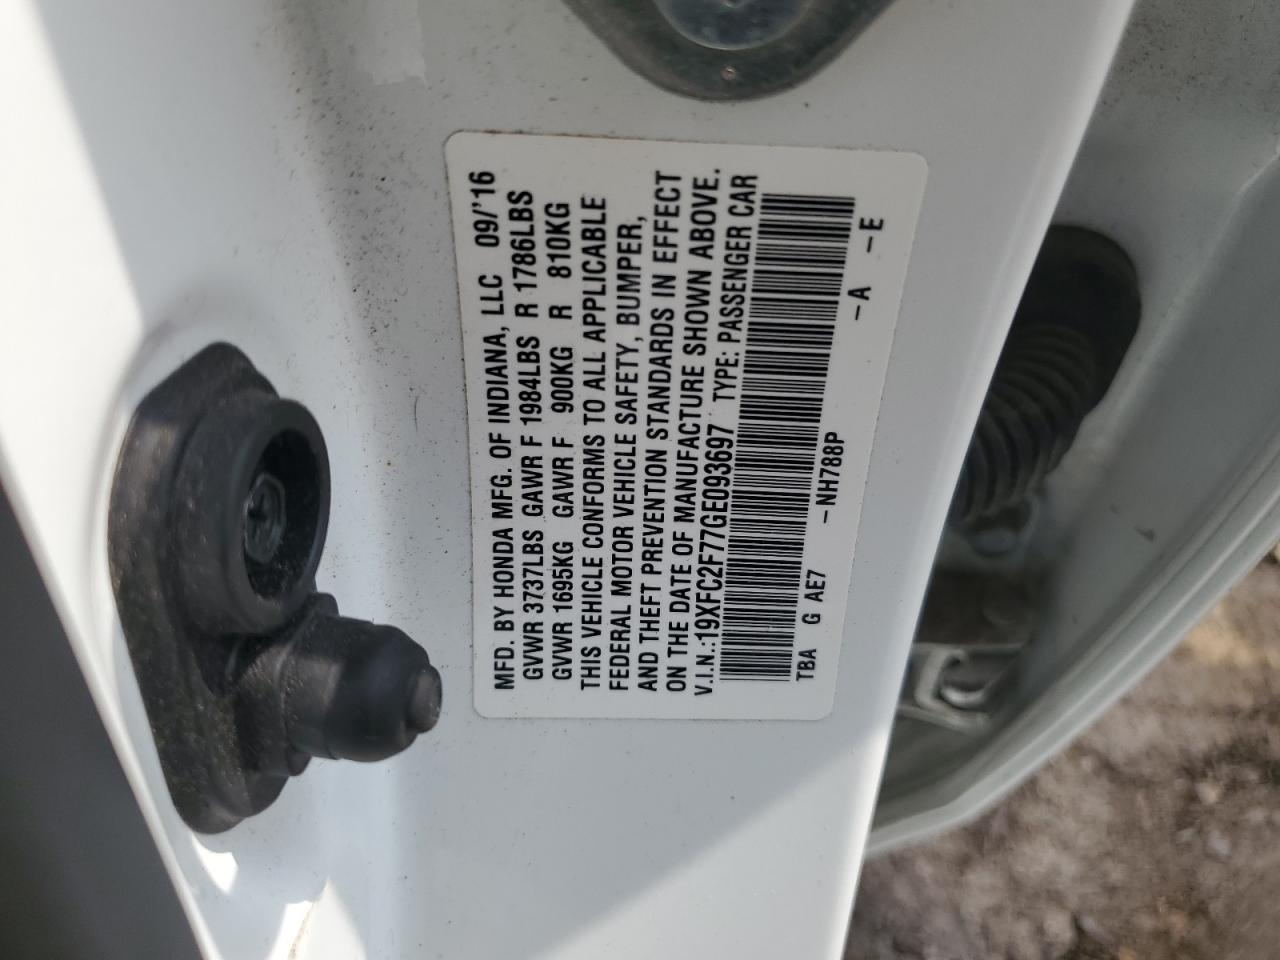 MFD. BY HONDA MFG. OF INDIANA, LLC 09/'16
GVWR 3737LBS GAWR F 1984LBS R 1786LBS
GVWR 1695KG GAWR F 900KG R 810KG
THIS VEHICLE CONFORMS TO ALL APPLICABLE
FEDERAL MOTOR VEHICLE SAFETY, BUMPER,
AND THEFT PREVENTION STANDARDS IN EFFECT
ON THE DATE OF MANUFACTURE SHOWN ABOVE.
V.I.N.:19XFC2F77GE093697 TYPE: PASSENGER CAR
TBA G AE7 -NH788P -A -E